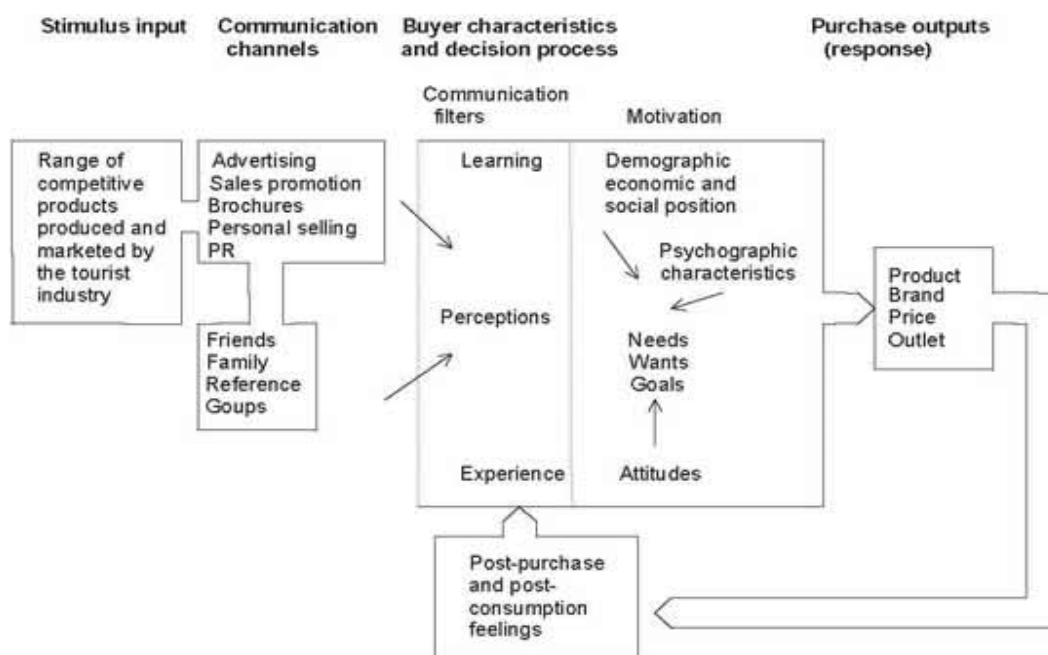 Stimulus input
Communication
channels
Buyer characteristics
and decision process
Purchase outputs
(response)
Communication
filters
Motivation
Range of
competitive
products
produced and
marketed by
the tourist
industry
Advertising
Sales promotion
Brochures
Personal selling
PR
Friends
Family
Reference
Goups
Learning
Perceptions
Experience
Demographic
economic and
social position
Psychographic
characteristics
Needs
Wants
Goals
Attitudes
Product
Brand
Price
Outlet
Post-purchase
and post-
consumption
feelings